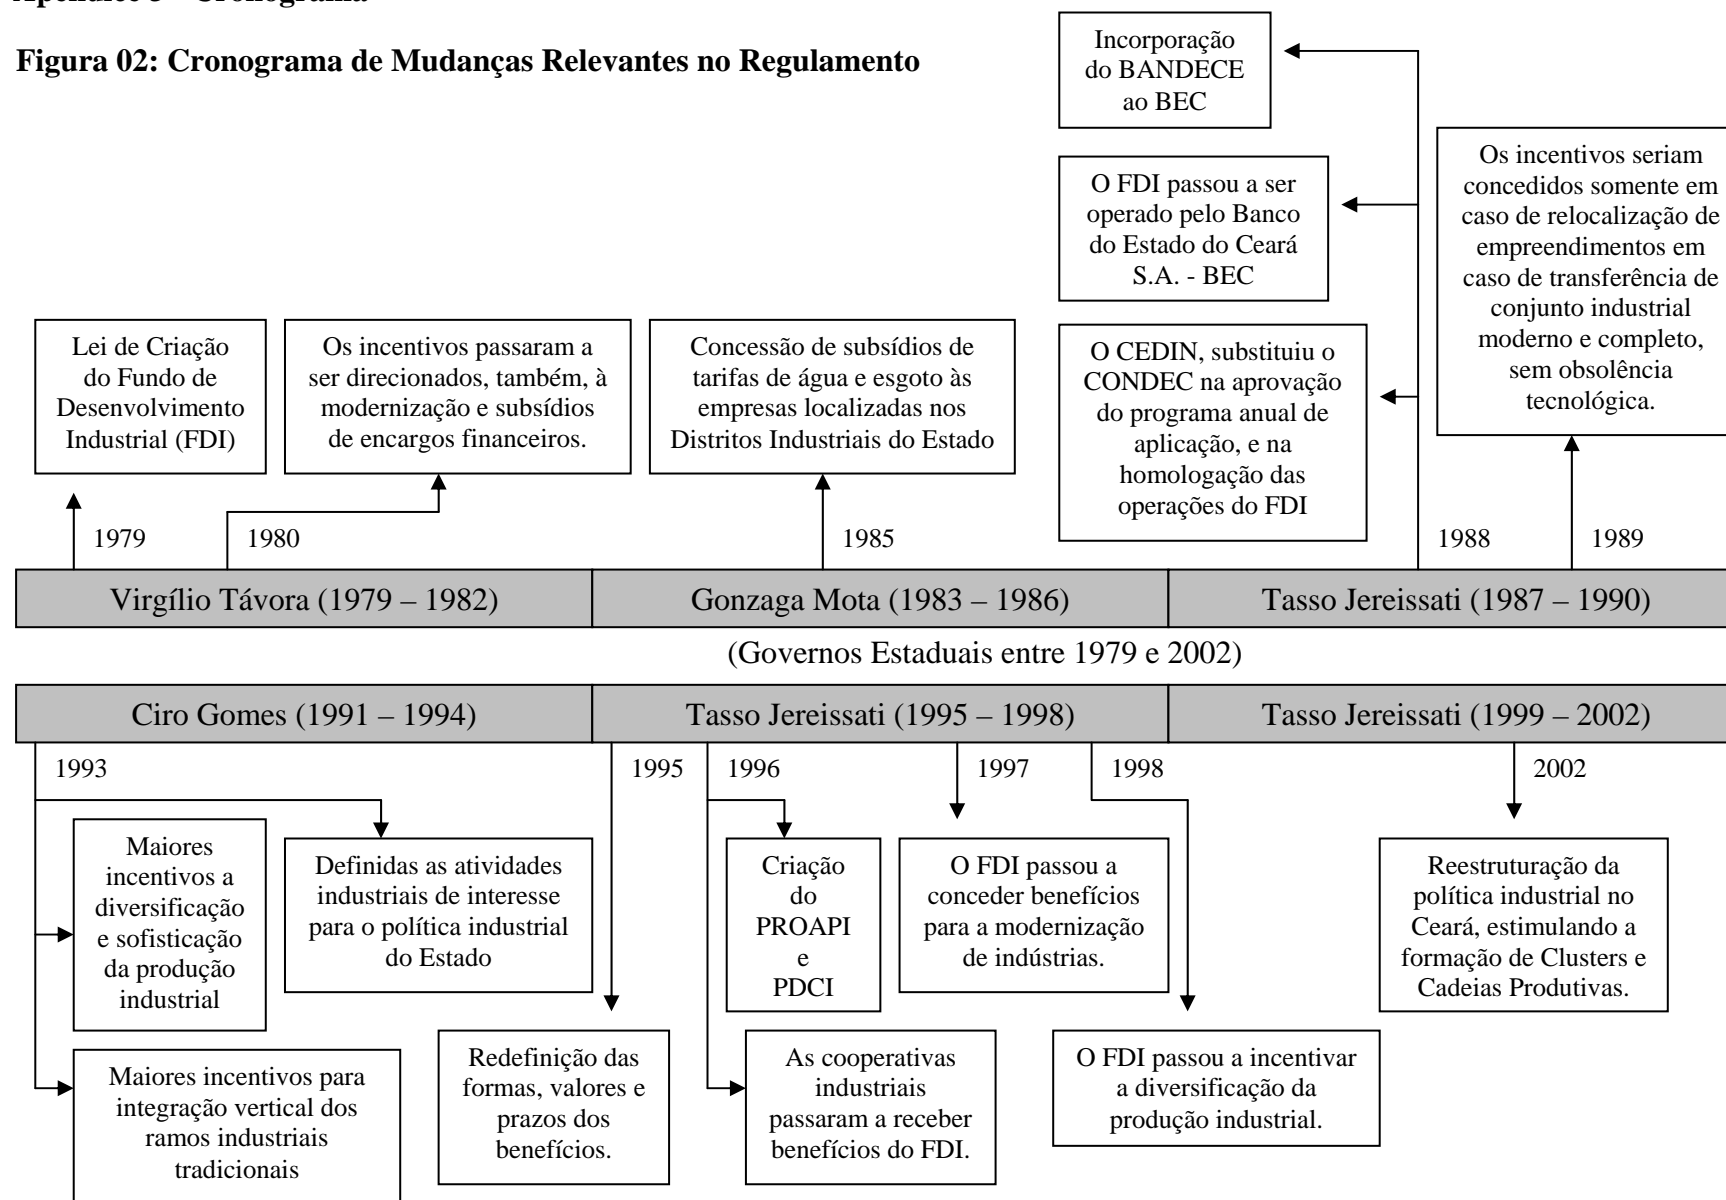 Figura 02: Cronograma de Mudanças Relevantes no Regulamento
Incorporação
do BANDECE
ao BEC
O FDI passou a ser
operado pelo Banco
do Estado do Ceará
S.A. - BEC
O CEDIN, substituiu o
CONDEC na aprovação
do programa anual de
aplicação, e na
homologação das
operações do FDI
Os incentivos seriam
concedidos somente em
caso de relocalização de
empreendimentos em
caso de transferência de
conjunto industrial
moderno e completo,
sem obsolência
tecnológica.
Lei de Criação
do Fundo de
Desenvolvimento
Industrial (FDI)
Os incentivos passaram a
ser direcionados, também, à
modernização e subsídios
de encargos financeiros.
Concessão de subsídios de
tarifas de água e esgoto às
empresas localizadas nos
Distritos Industriais do Estado
1979
1980
1985
1988
1989
Virgílio Távora (1979 – 1982)
Gonzaga Mota (1983 – 1986)
Tasso Jereissati (1987 – 1990)
(Governos Estaduais entre 1979 e 2002)
Ciro Gomes (1991 – 1994)
Tasso Jereissati (1995 – 1998)
Tasso Jereissati (1999 – 2002)
1993
1995
1996
1997
1998
2002
Maiores
incentivos a
diversificação
e sofisticação
da produção
industrial
Definidas as atividades
industriais de interesse
para o política industrial
do Estado
Criação
do
PROAPI
e
PDCI
O FDI passou a
conceder benefícios
para a modernização
de indústrias.
Reestruturação da
política industrial no
Ceará, estimulando a
formação de Clusters e
Cadeias Produtivas.
Maiores incentivos para
integração vertical dos
ramos industriais
tradicionais
Redefinição das
formas, valores e
prazos dos
benefícios.
As cooperativas
industriais
passaram a receber
benefícios do FDI.
O FDI passou a incentivar
a diversificação da
produção industrial.